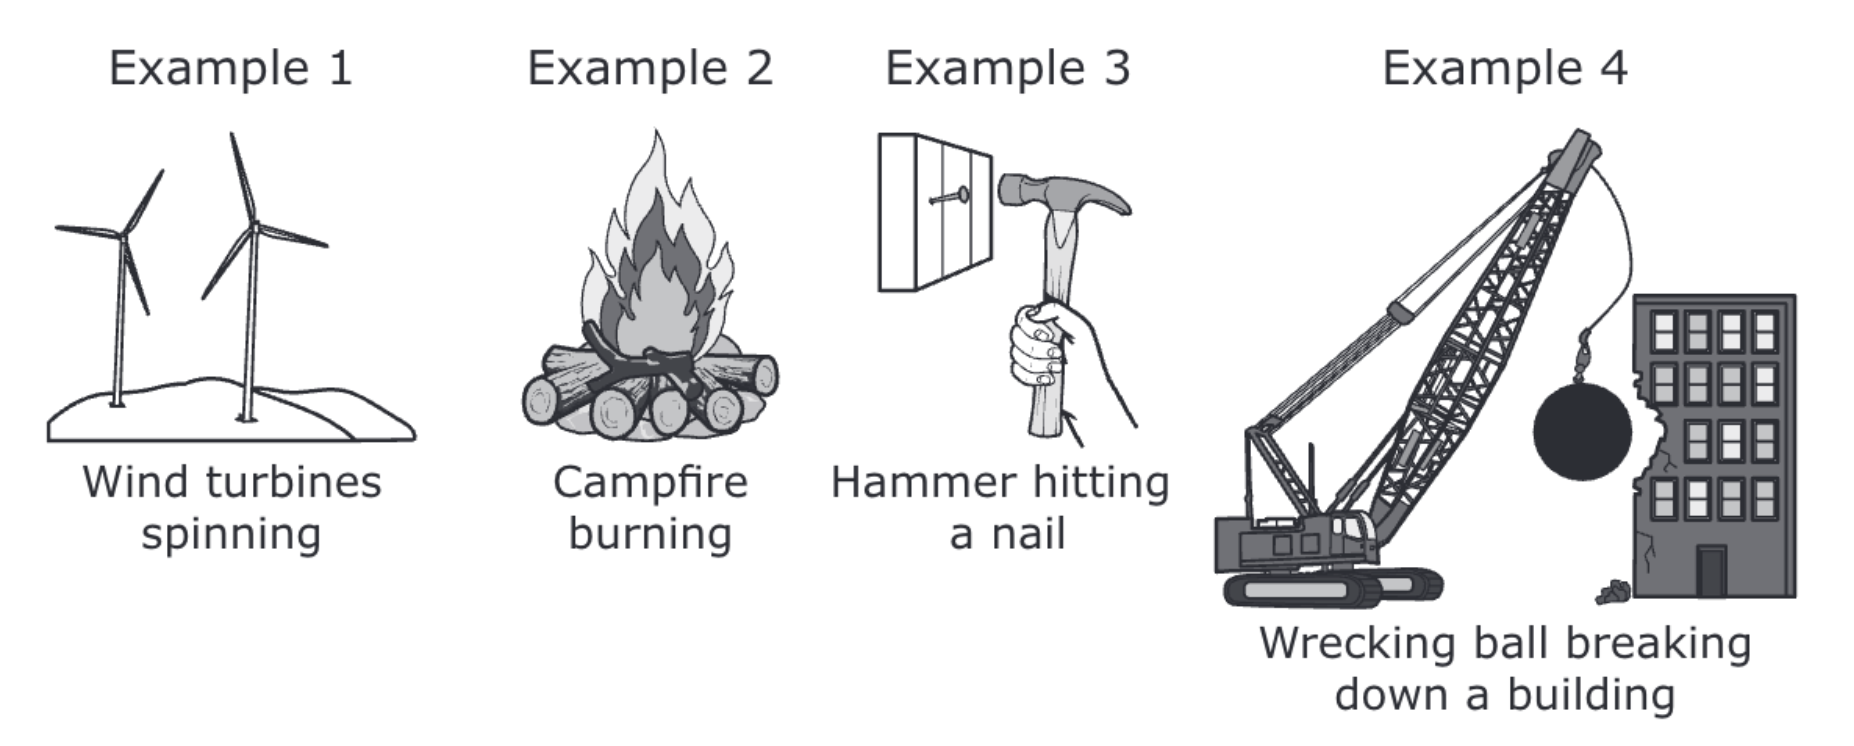 Example 1
Example 2
Example 3
Example 4
Wind turbines
spinning
Campfire
burning
Hammer hitting
a nail
Wrecking ball breaking
down a building